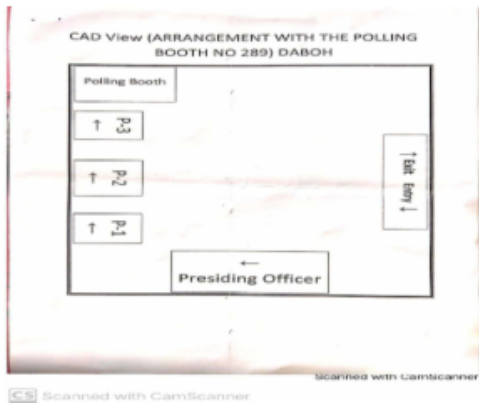 CAD View (ARRANGEMENT WITH THE POLLING
BOOTH NO 289) DABOH
Polling Booth
↑ P-3
↑ P-2
↑ P-1
↑ Exit Entry ↓
←
Presiding Officer
Scanned with CamScanner
CS Scanned with CamScanner